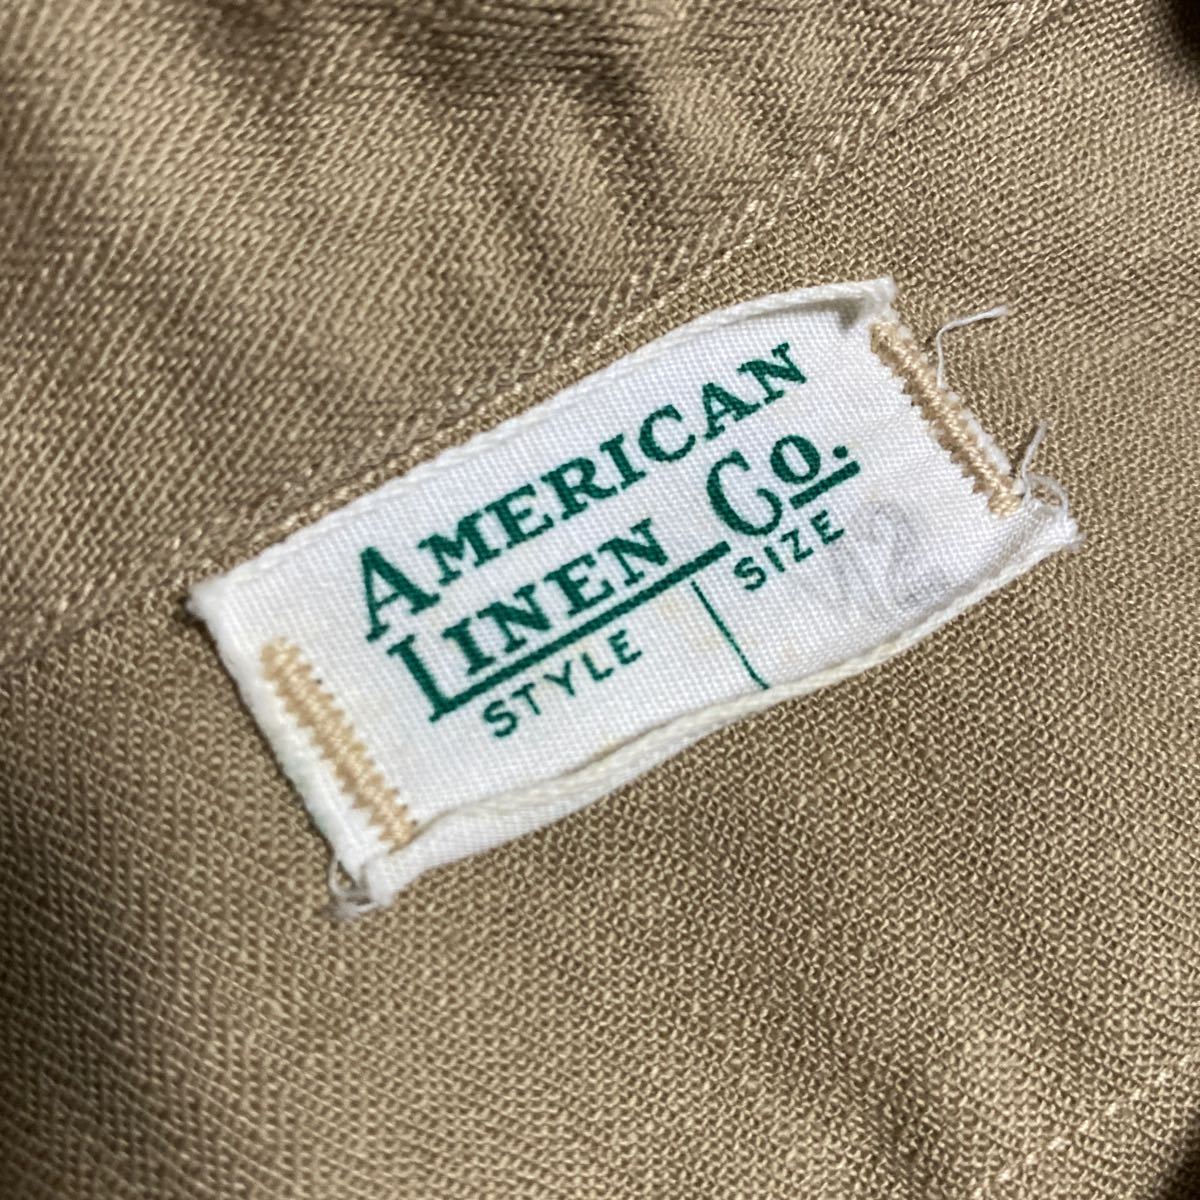 AMERICAN
LINEN CO.
STYLE SIZE